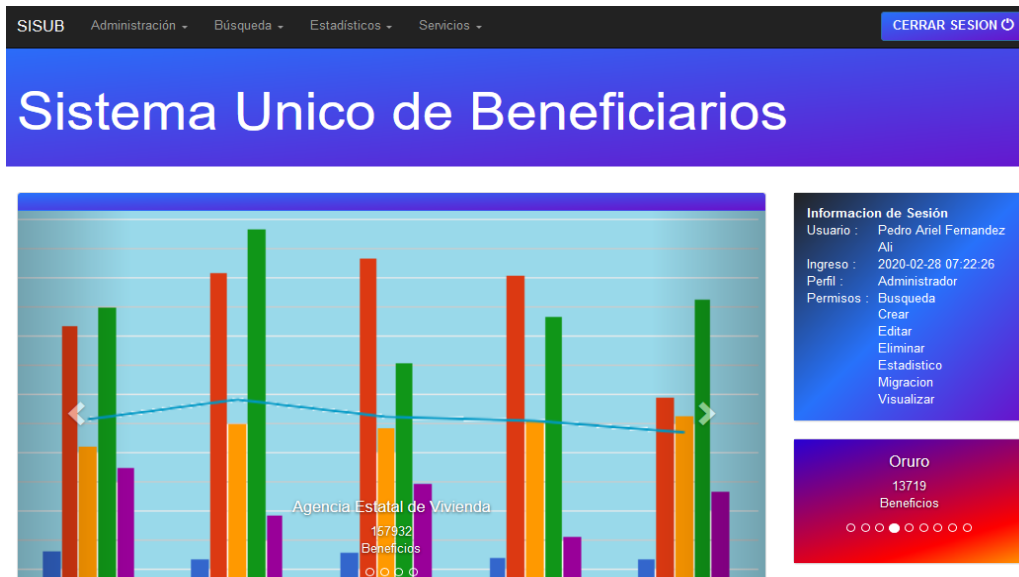 SISUB Administración Búsqueda Estadísticos Servicios CERRAR SESION
Sistema Unico de Beneficiarios
Agencia Estatal de Vivienda
157932
Beneficios
Informacion de Sesión
Usuario : Pedro Ariel Fernandez
Ali
Ingreso : 2020-02-28 07:22:26
Perfil : Administrador
Permisos : Busqueda
Crear
Editar
Eliminar
Estadistico
Migracion
Visualizar
Oruro
13719
Beneficios